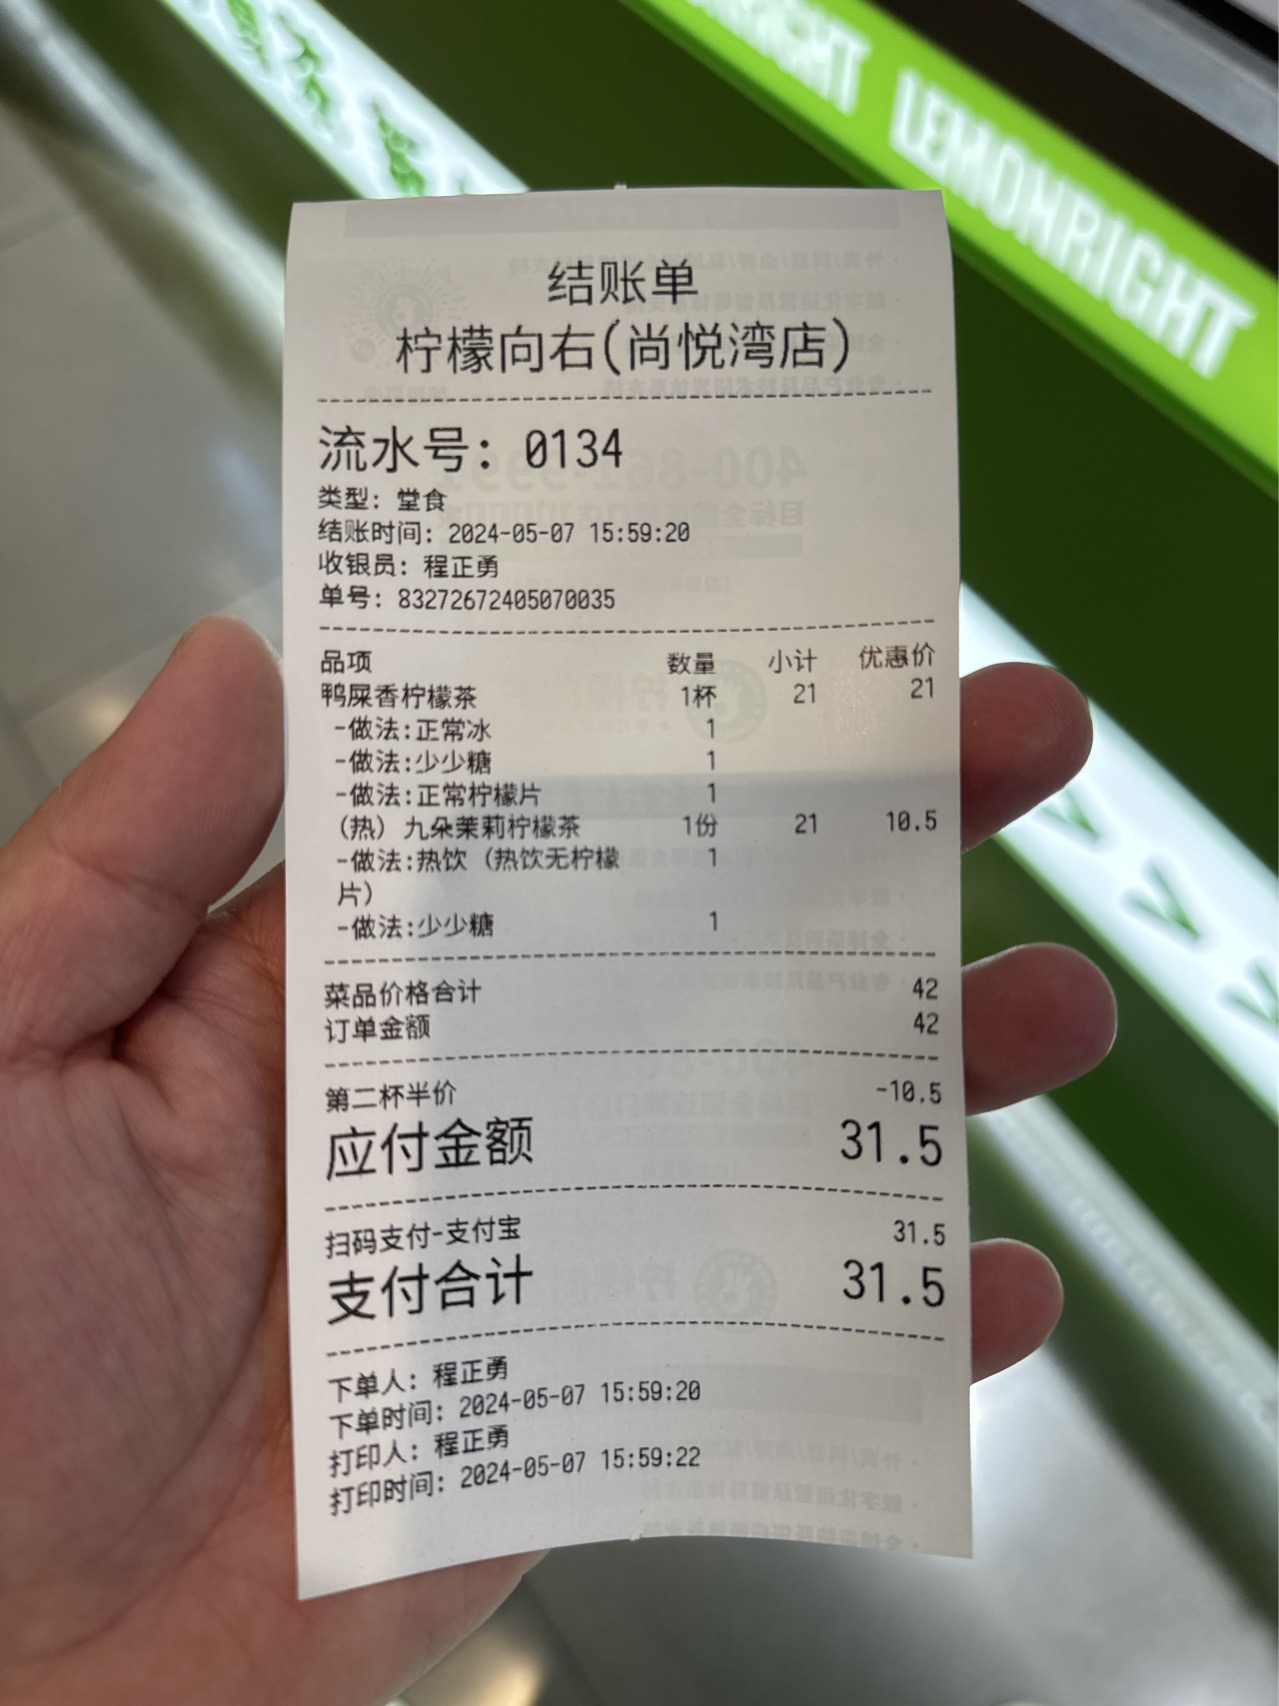 LEMONRIGHT
结账单
柠檬向右(尚悦湾店)
流水号: 0134
类型: 堂食
结账时间: 2024-05-07 15:59:20
收银员: 程正勇
单号: 83272672405070035
品项 数量 小计 优惠价
鸭屎香柠檬茶 1杯 21 21
-做法:正常冰 1
-做法:少少糖 1
-做法:正常柠檬片 1
(热) 九朵茉莉柠檬茶 1份 21 10.5
-做法:热饮 (热饮无柠檬 1
片)
-做法:少少糖 1
菜品价格合计 42
订单金额 42
第二杯半价 -10.5
应付金额 31.5
扫码支付-支付宝 31.5
支付合计 31.5
下单人: 程正勇
下单时间: 2024-05-07 15:59:20
打印人: 程正勇
打印时间: 2024-05-07 15:59:22